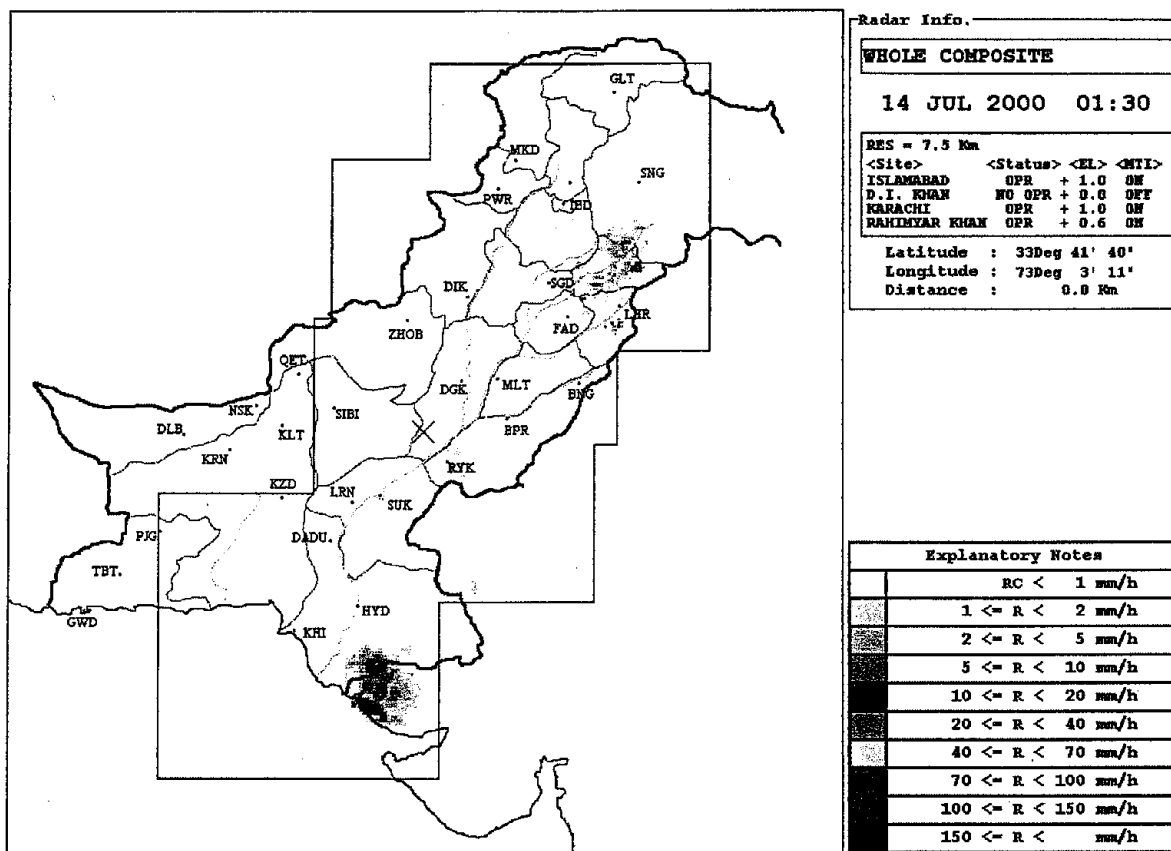 Radar Info.
WHOLE COMPOSITE
14 JUL 2000 01:30
RES = 7.5 Km
<Site> <Status> <EL> <MTI>
ISLAMABAD OPR + 1.0 ON
D.I. KHAN NO OPR + 0.0 OFF
KARACHI OPR + 1.0 ON
RAHIMYAR KHAN OPR + 0.6 ON
Latitude : 33Deg 41' 40"
Longitude : 73Deg 3' 11"
Distance : 0.0 Km
GLT
MKD
SNG
PWR
IBD
SGD
DIK
LHR
FAD
ZHOB
QET
DGK
MLT
BNG
NSK
SIBI
DLB
KLT
BPR
KRN
RYK
KZD
LRN
SUK
PJG
DADU
TBT
HYD
GWD
KHI
Explanatory Notes
RC < 1 mm/h
1 <= R < 2 mm/h
2 <= R < 5 mm/h
5 <= R < 10 mm/h
10 <= R < 20 mm/h
20 <= R < 40 mm/h
40 <= R < 70 mm/h
70 <= R < 100 mm/h
100 <= R < 150 mm/h
150 <= R < mm/h